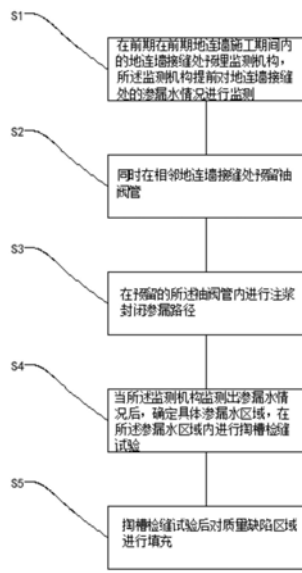 S1
在前期在前期地连墙施工期间内
的地连墙接缝处预埋监测机构，
所述监测机构提前对地连墙接缝
处的渗漏水情况进行监测
S2
同时在相邻地连墙接缝处预留袖
阀管
S3
在预留的所述袖阀管内进行注浆
封闭渗漏路径
S4
当所述监测机构监测出渗漏水情
况后，确定具体渗漏水区域，在
所述渗漏水区域内进行掏槽检缝
试验
S5
掏槽检缝试验后对质量缺陷区域
进行填充